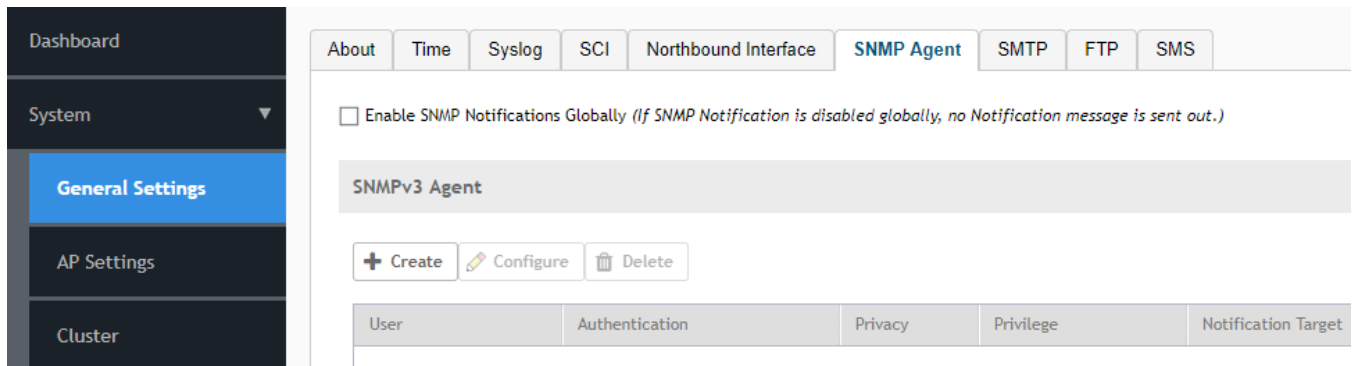 Dashboard
About Time Syslog SCI Northbound Interface SNMP Agent SMTP FTP SMS
System
Enable SNMP Notifications Globally (If SNMP Notification is disabled globally, no Notification message is sent out.)
General Settings
SNMPv3 Agent
AP Settings
Create Configure Delete
Cluster
User Authentication Privacy Privilege Notification Target